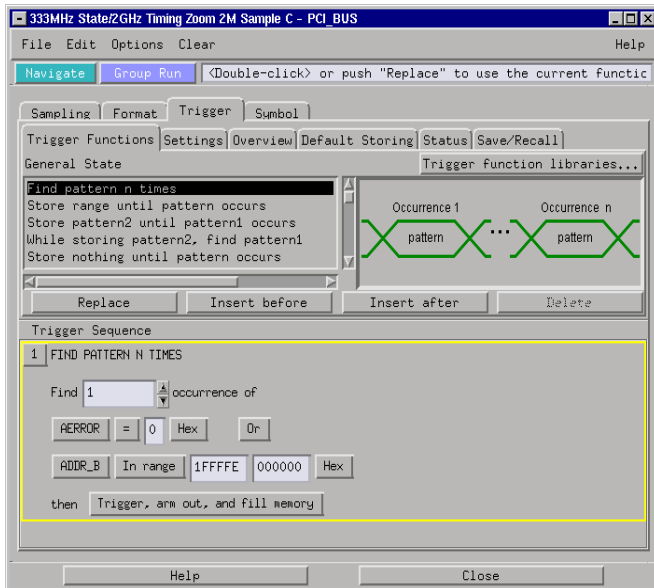 333MHz State/2GHz Timing Zoom 2M Sample C - PCI_BUS
File Edit Options Clear Help
Navigate Group Run <Double-click> or push "Replace" to use the current functic
Sampling Format Trigger Symbol
Trigger Functions Settings Overview Default Storing Status Save/Recall
General State Trigger function libraries...
Find pattern n times
Store range until pattern occurs
Store pattern2 until pattern1 occurs
While storing pattern2, find pattern1
Store nothing until pattern occurs
Occurrence 1 Occurrence n
pattern ... pattern
Replace Insert before Insert after Delete
Trigger Sequence
1 FIND PATTERN N TIMES
Find 1 occurrence of
AERROR = 0 Hex Or
ADDR_B In range 1FFFFE 000000 Hex
then Trigger, arm out, and fill memory
Help Close